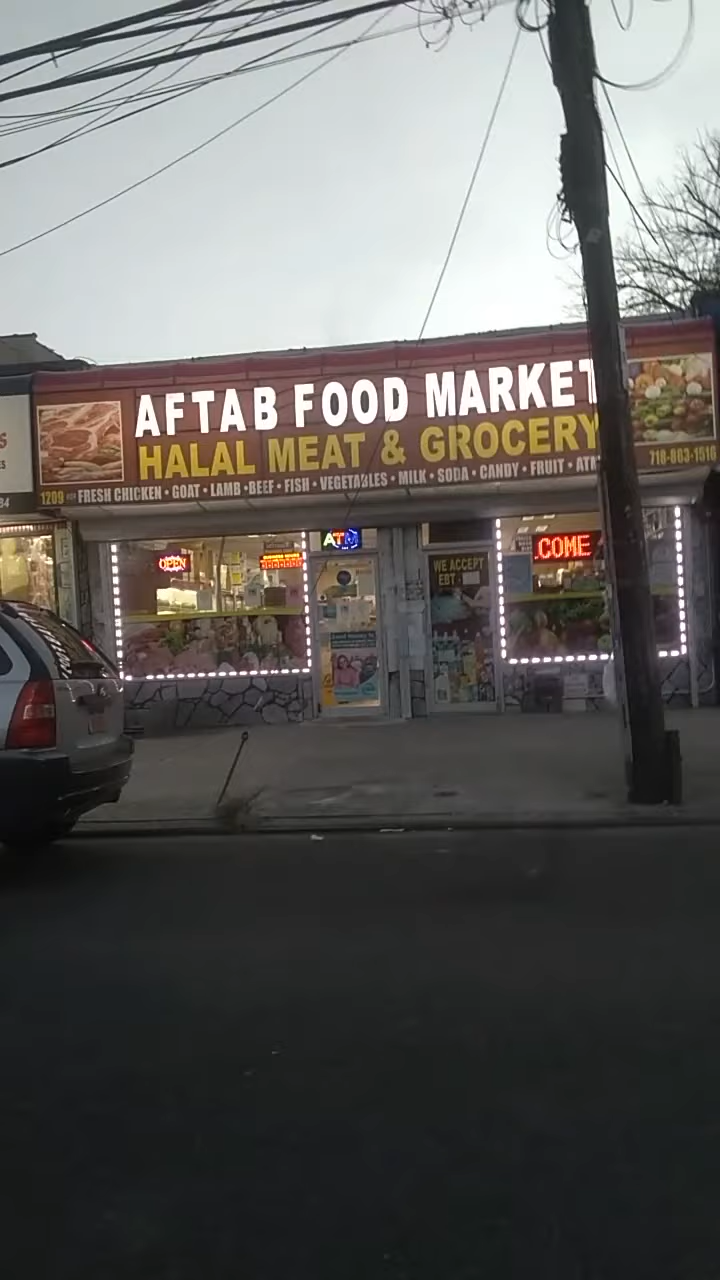 AFTAB FOOD MARKET
HALAL MEAT & GROCERY
1209 FRESH CHICKEN • GOAT • LAMB • BEEF • FISH • VEGETABLES • MILK • SODA • CANDY • FRUIT • ATM
718-863-1516
OPEN
ATM
COME
WE ACCEPT
EBT